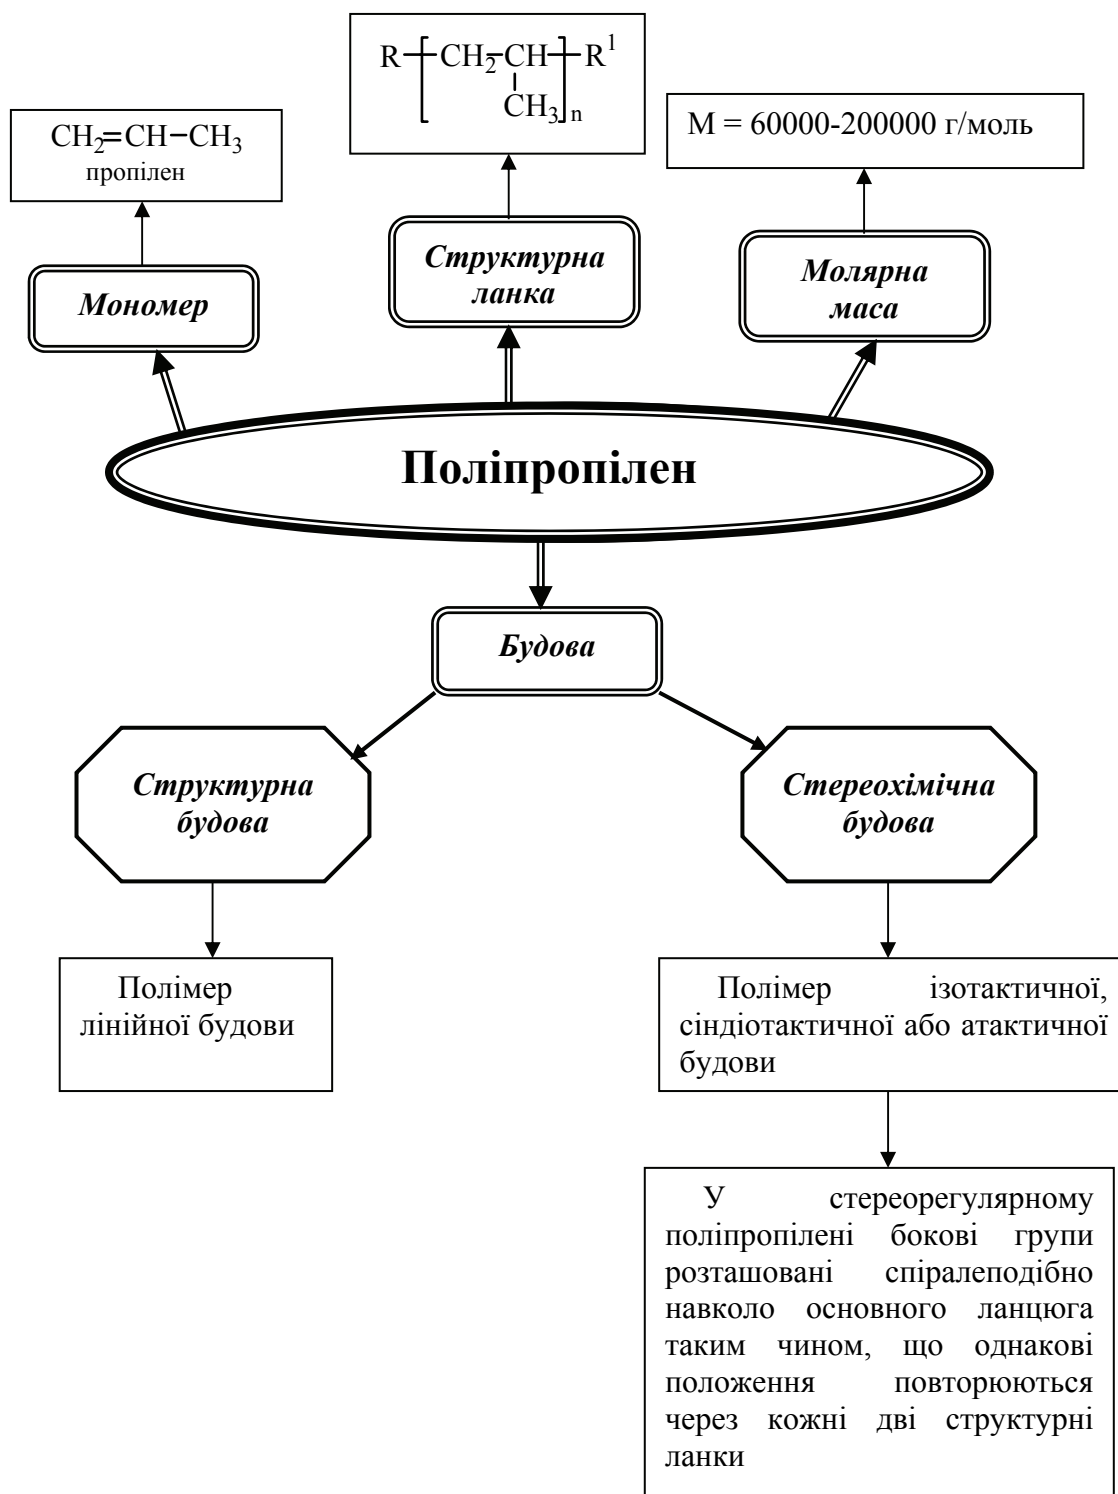 R–[–CH₂–CH–]–R¹
CH₃ n
CH₂=CH–CH₃
пропілен
M = 60000-200000 г/моль
Мономер
Структурна
ланка
Молярна
маса
Поліпропілен
Будова
Структурна
будова
Стереохімічна
будова
Полімер
лінійної будови
Полімер ізотактичної,
сіндіотактичної або атактичної
будови
У стереорегулярному
поліпропілені бокові групи
розташовані спіралеподібно
навколо основного ланцюга
таким чином, що однакові
положення повторюються
через кожні дві структурні
ланки